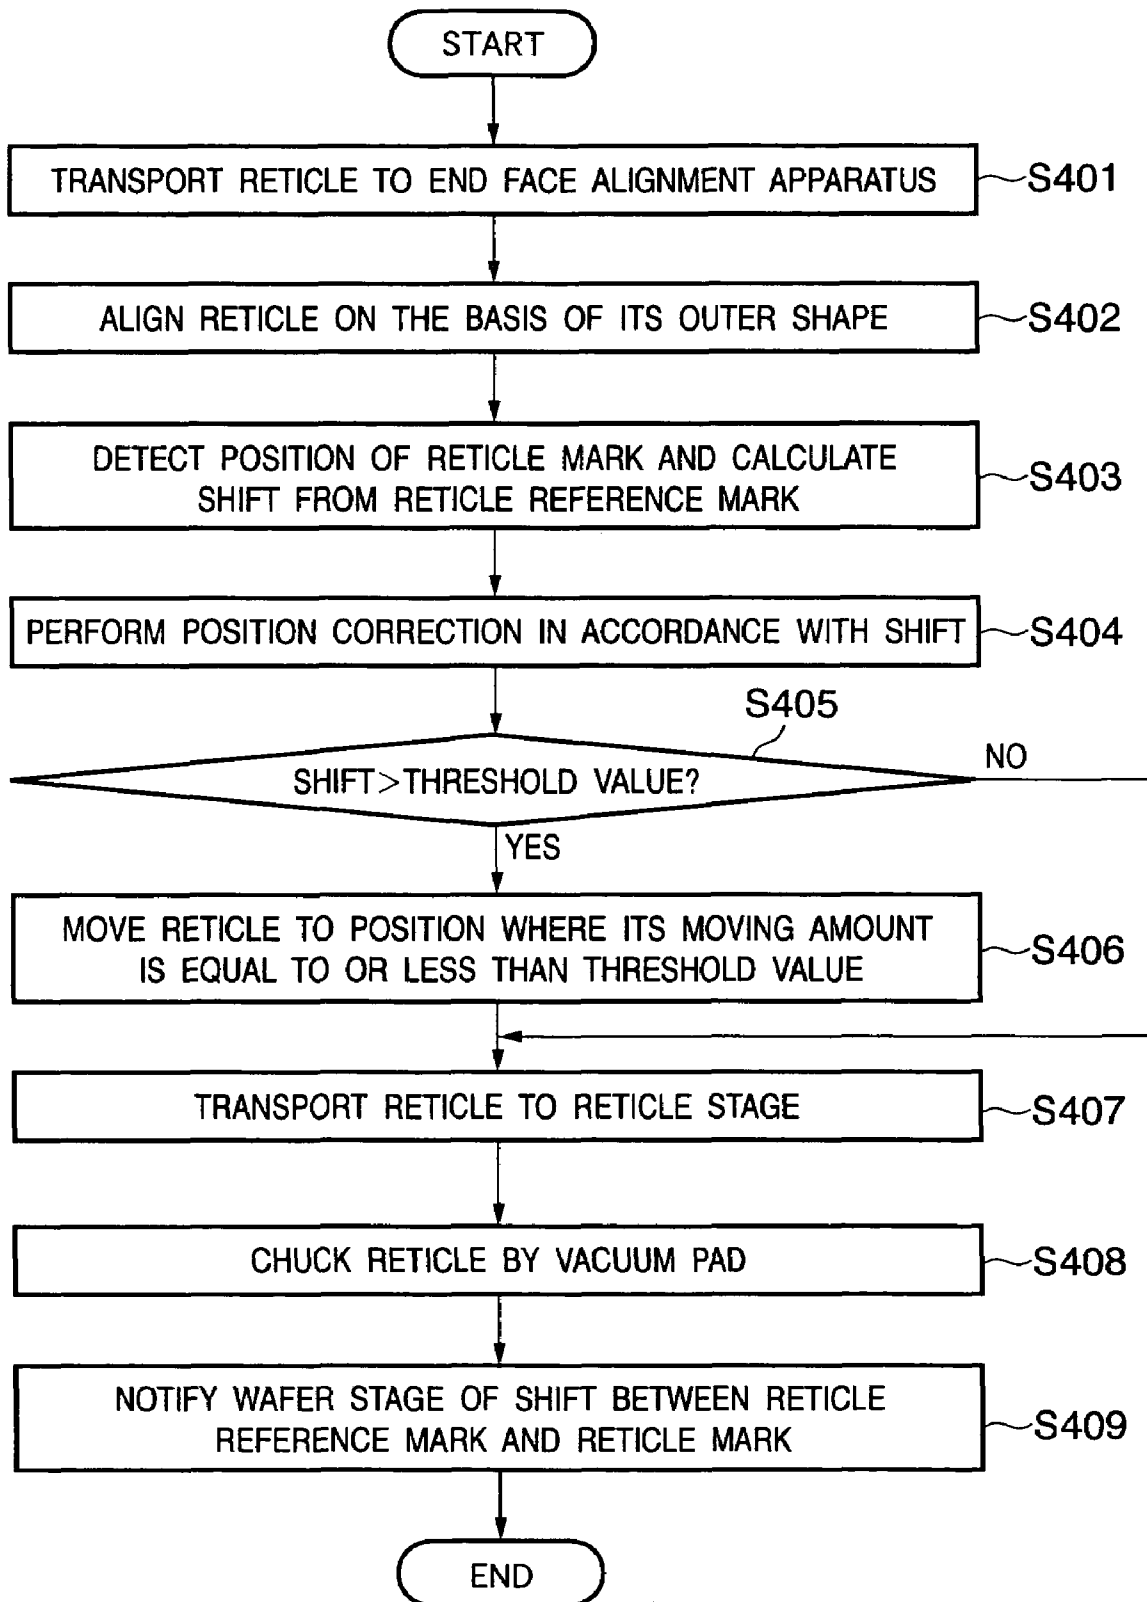 START
TRANSPORT RETICLE TO END FACE ALIGNMENT APPARATUS
S401
ALIGN RETICLE ON THE BASIS OF ITS OUTER SHAPE
S402
DETECT POSITION OF RETICLE MARK AND CALCULATE
SHIFT FROM RETICLE REFERENCE MARK
S403
PERFORM POSITION CORRECTION IN ACCORDANCE WITH SHIFT
S404
S405
SHIFT>THRESHOLD VALUE?
NO
YES
MOVE RETICLE TO POSITION WHERE ITS MOVING AMOUNT
IS EQUAL TO OR LESS THAN THRESHOLD VALUE
S406
TRANSPORT RETICLE TO RETICLE STAGE
S407
CHUCK RETICLE BY VACUUM PAD
S408
NOTIFY WAFER STAGE OF SHIFT BETWEEN RETICLE
REFERENCE MARK AND RETICLE MARK
S409
END